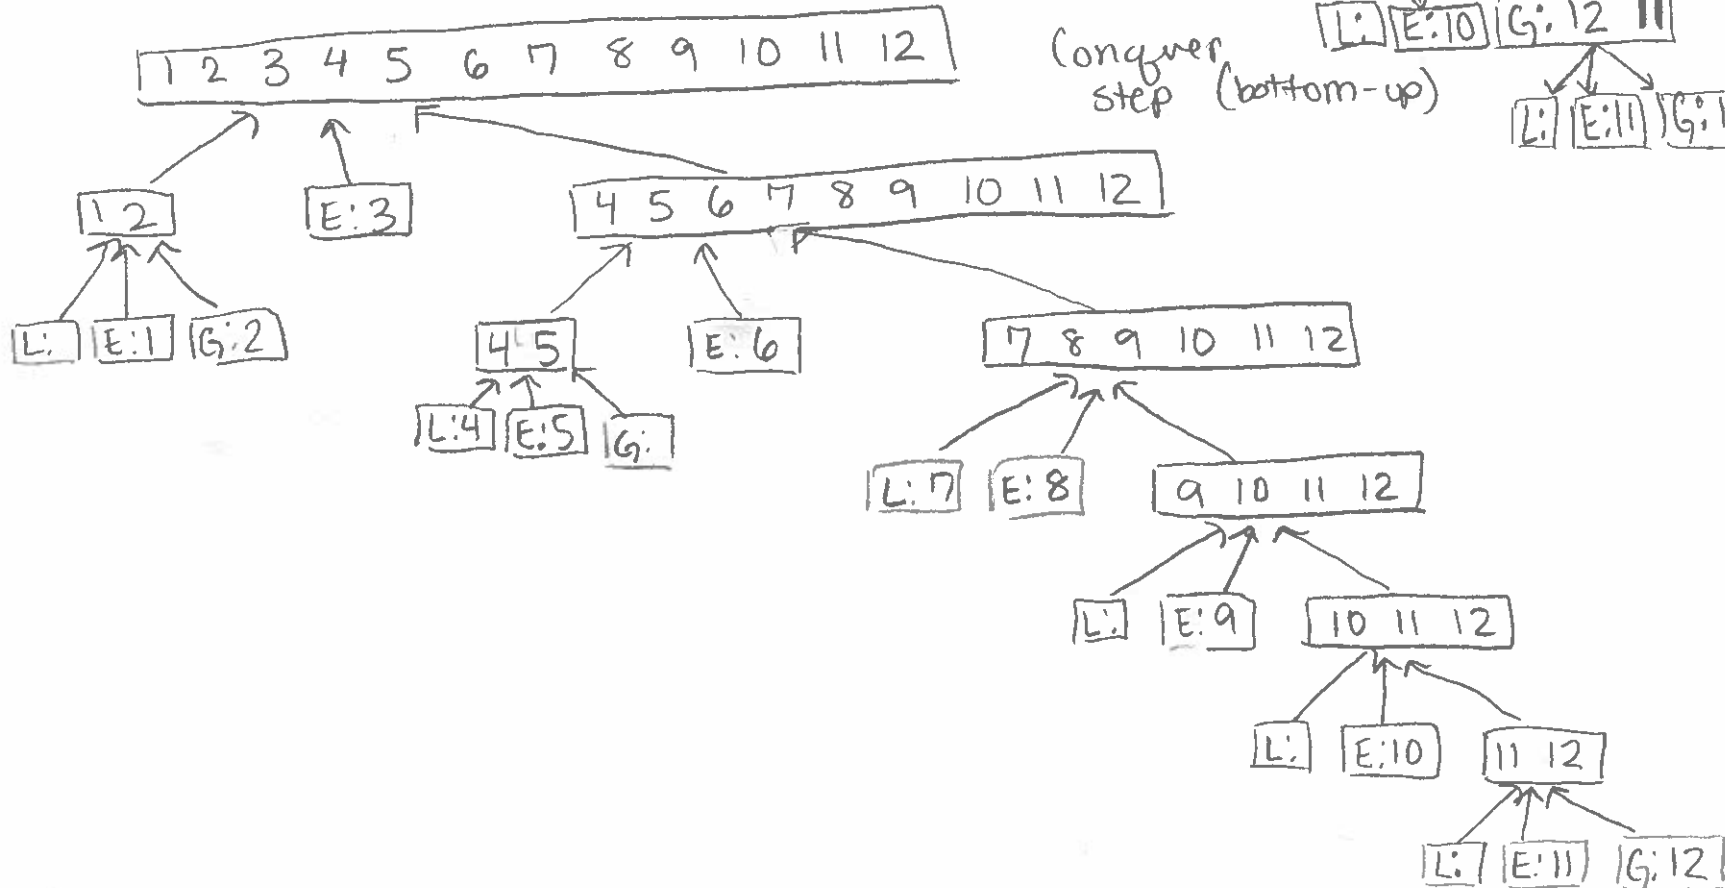 L: E:10 G: 12 11
1 2 3 4 5 6 7 8 9 10 11 12
Conquer
step (bottom-up)
L: E:11 G:1
1 2
E:3
4 5 6 7 8 9 10 11 12
L: E:1 G:2
4 5
E:6
7 8 9 10 11 12
L:4 E:5 G:
L:7 E:8
9 10 11 12
L: E:9
10 11 12
L: E:10
11 12
L: E:11 G:12